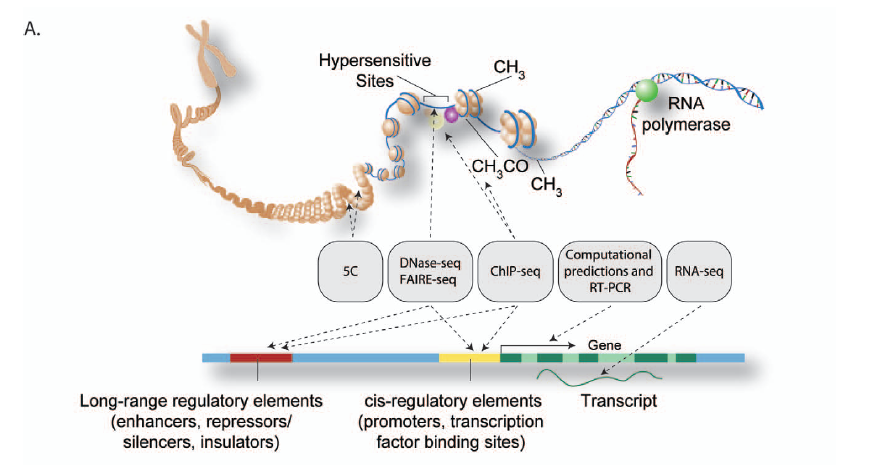 A.
Hypersensitive
Sites
CH3
RNA
polymerase
CH3CO
CH3
5C
DNase-seq
FAIRE-seq
ChIP-seq
Computational
predictions and
RT-PCR
RNA-seq
Gene
Long-range regulatory elements
(enhancers, repressors/
silencers, insulators)
cis-regulatory elements
(promoters, transcription
factor binding sites)
Transcript